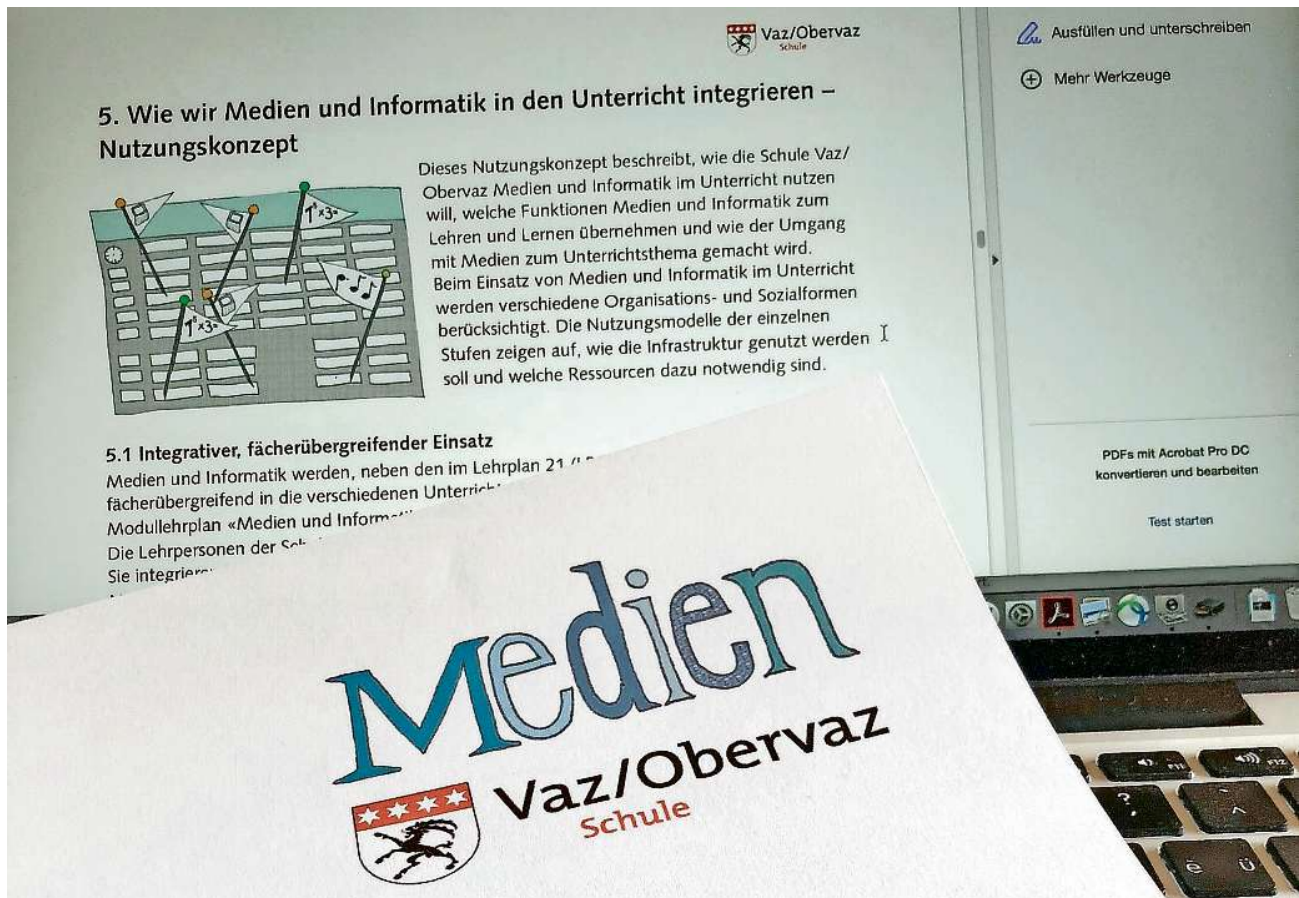 Vaz/Obervaz
Schule
5. Wie wir Medien und Informatik in den Unterricht integrieren –
Nutzungskonzept
Dieses Nutzungskonzept beschreibt, wie die Schule Vaz/
Obervaz Medien und Informatik im Unterricht nutzen
will, welche Funktionen Medien und Informatik zum
Lehren und Lernen übernehmen und wie der Umgang
mit Medien zum Unterrichtsthema gemacht wird.
Beim Einsatz von Medien und Informatik im Unterricht
werden verschiedene Organisations- und Sozialformen
berücksichtigt. Die Nutzungsmodelle der einzelnen
Stufen zeigen auf, wie die Infrastruktur genutzt werden
soll und welche Ressourcen dazu notwendig sind.
5.1 Integrativer, fächerübergreifender Einsatz
Medien und Informatik werden, neben den im Lehrplan 21
fächerübergreifend in die verschiedenen
Modullehrplan «Medien und
Die Lehrpersonen der
Sie
Ausfüllen und unterschreiben
Mehr Werkzeuge
PDFs mit Acrobat Pro DC
konvertieren und bearbeiten
Test starten
Medien
Vaz/Obervaz
Schule
F11
F12
?
è ü